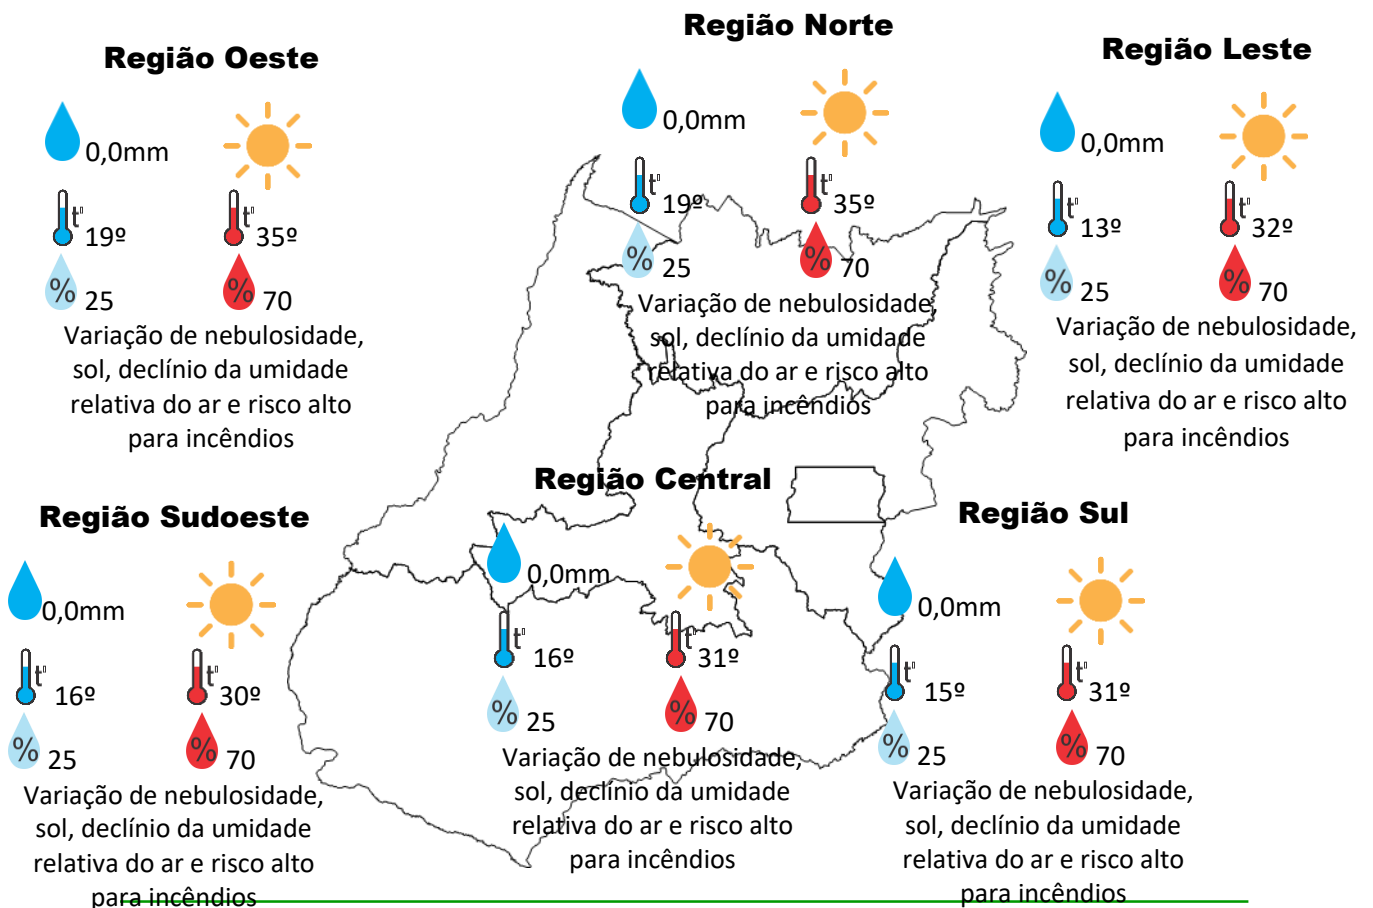 Região Oeste
0,0mm
t°
19º
t°
35º
% 25
% 70
Variação de nebulosidade,
sol, declínio da umidade
relativa do ar e risco alto
para incêndios
Região Norte
0,0mm
t°
19º
t°
35º
% 25
% 70
Variação de nebulosidade,
sol, declínio da umidade
relativa do ar e risco alto
para incêndios
Região Leste
0,0mm
t°
13º
t°
32º
% 25
% 70
Variação de nebulosidade,
sol, declínio da umidade
relativa do ar e risco alto
para incêndios
Região Sudoeste
0,0mm
t°
16º
t°
30º
% 25
% 70
Variação de nebulosidade,
sol, declínio da umidade
relativa do ar e risco alto
para incêndios
Região Central
0,0mm
t°
16º
t°
31º
% 25
% 70
Variação de nebulosidade,
sol, declínio da umidade
relativa do ar e risco alto
para incêndios
Região Sul
0,0mm
t°
15º
t°
31º
% 25
% 70
Variação de nebulosidade,
sol, declínio da umidade
relativa do ar e risco alto
para incêndios